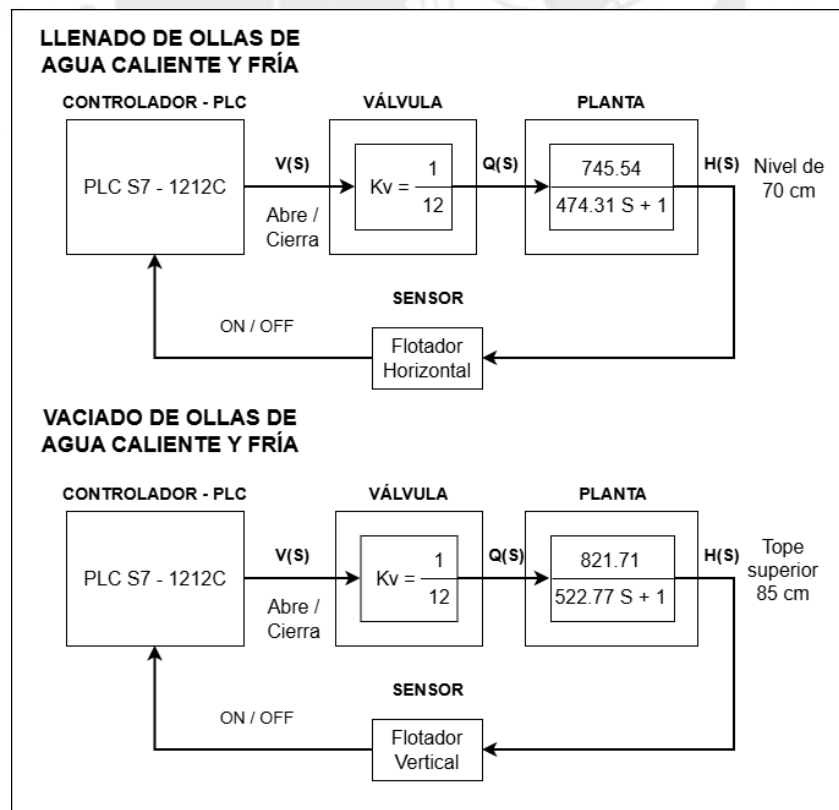 LLENADO DE OLLAS DE
AGUA CALIENTE Y FRÍA
CONTROLADOR - PLC
VÁLVULA
PLANTA
PLC S7 - 1212C
V(S)
Abre /
Cierra
Kv = 1
12
Q(S)
745.54
474.31 S + 1
H(S)
Nivel de
70 cm
SENSOR
ON / OFF
Flotador
Horizontal
VACIADO DE OLLAS DE
AGUA CALIENTE Y FRÍA
CONTROLADOR - PLC
VÁLVULA
PLANTA
PLC S7 - 1212C
V(S)
Abre /
Cierra
Kv = 1
12
Q(S)
821.71
522.77 S + 1
H(S)
Tope
superior
85 cm
SENSOR
ON / OFF
Flotador
Vertical